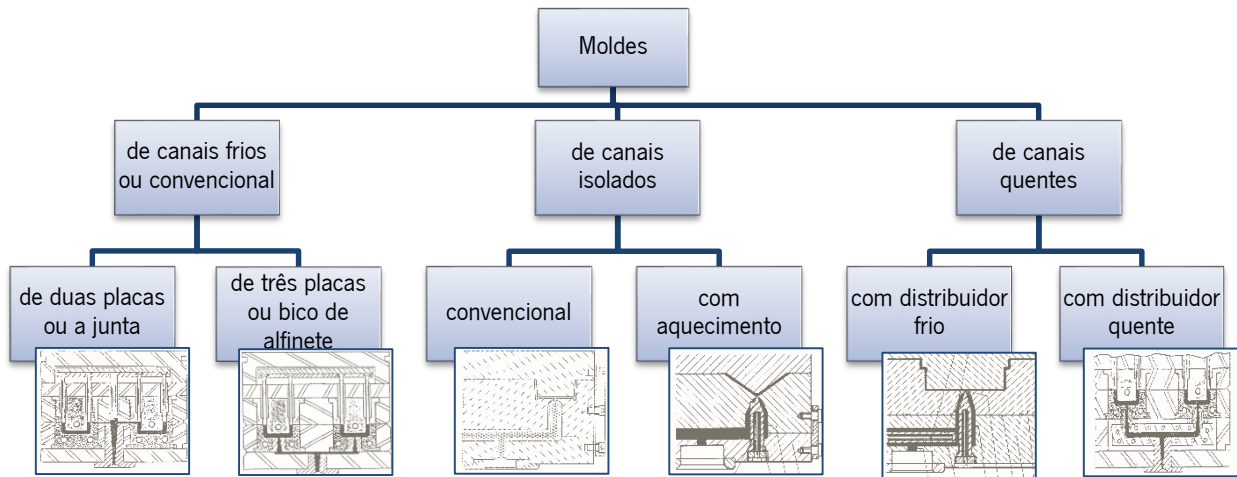 Moldes
de canais frios
ou convencional
de canais
isolados
de canais
quentes
de duas placas
ou a junta
de três placas
ou bico de
alfinete
convencional
com
aquecimento
com distribuidor
frio
com distribuidor
quente